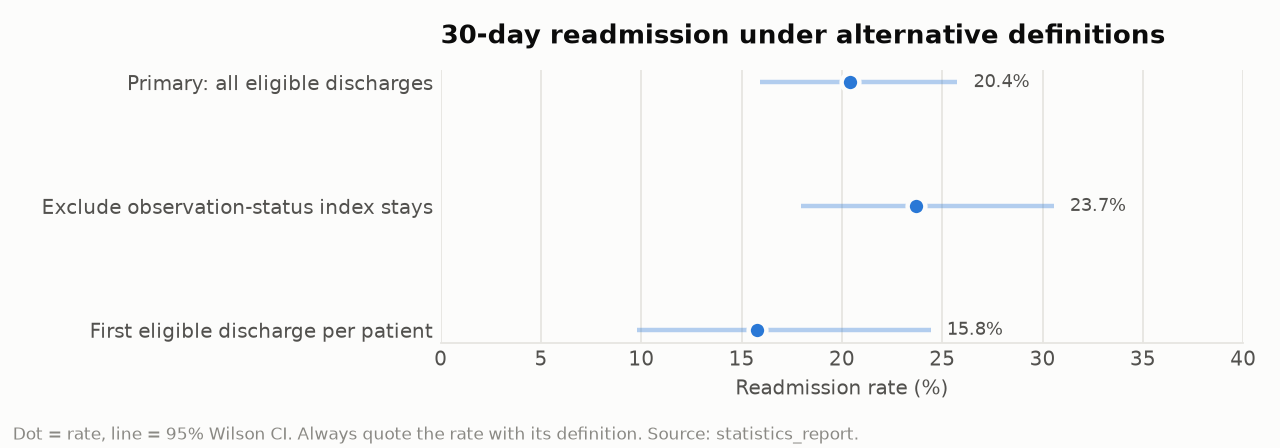 30-day readmission under alternative definitions
Primary: all eligible discharges
20.4%
Exclude observation-status index stays
23.7%
First eligible discharge per patient
15.8%
0 5 10 15 20 25 30 35 40
Readmission rate (%)
Dot = rate, line = 95% Wilson CI. Always quote the rate with its definition. Source: statistics_report.